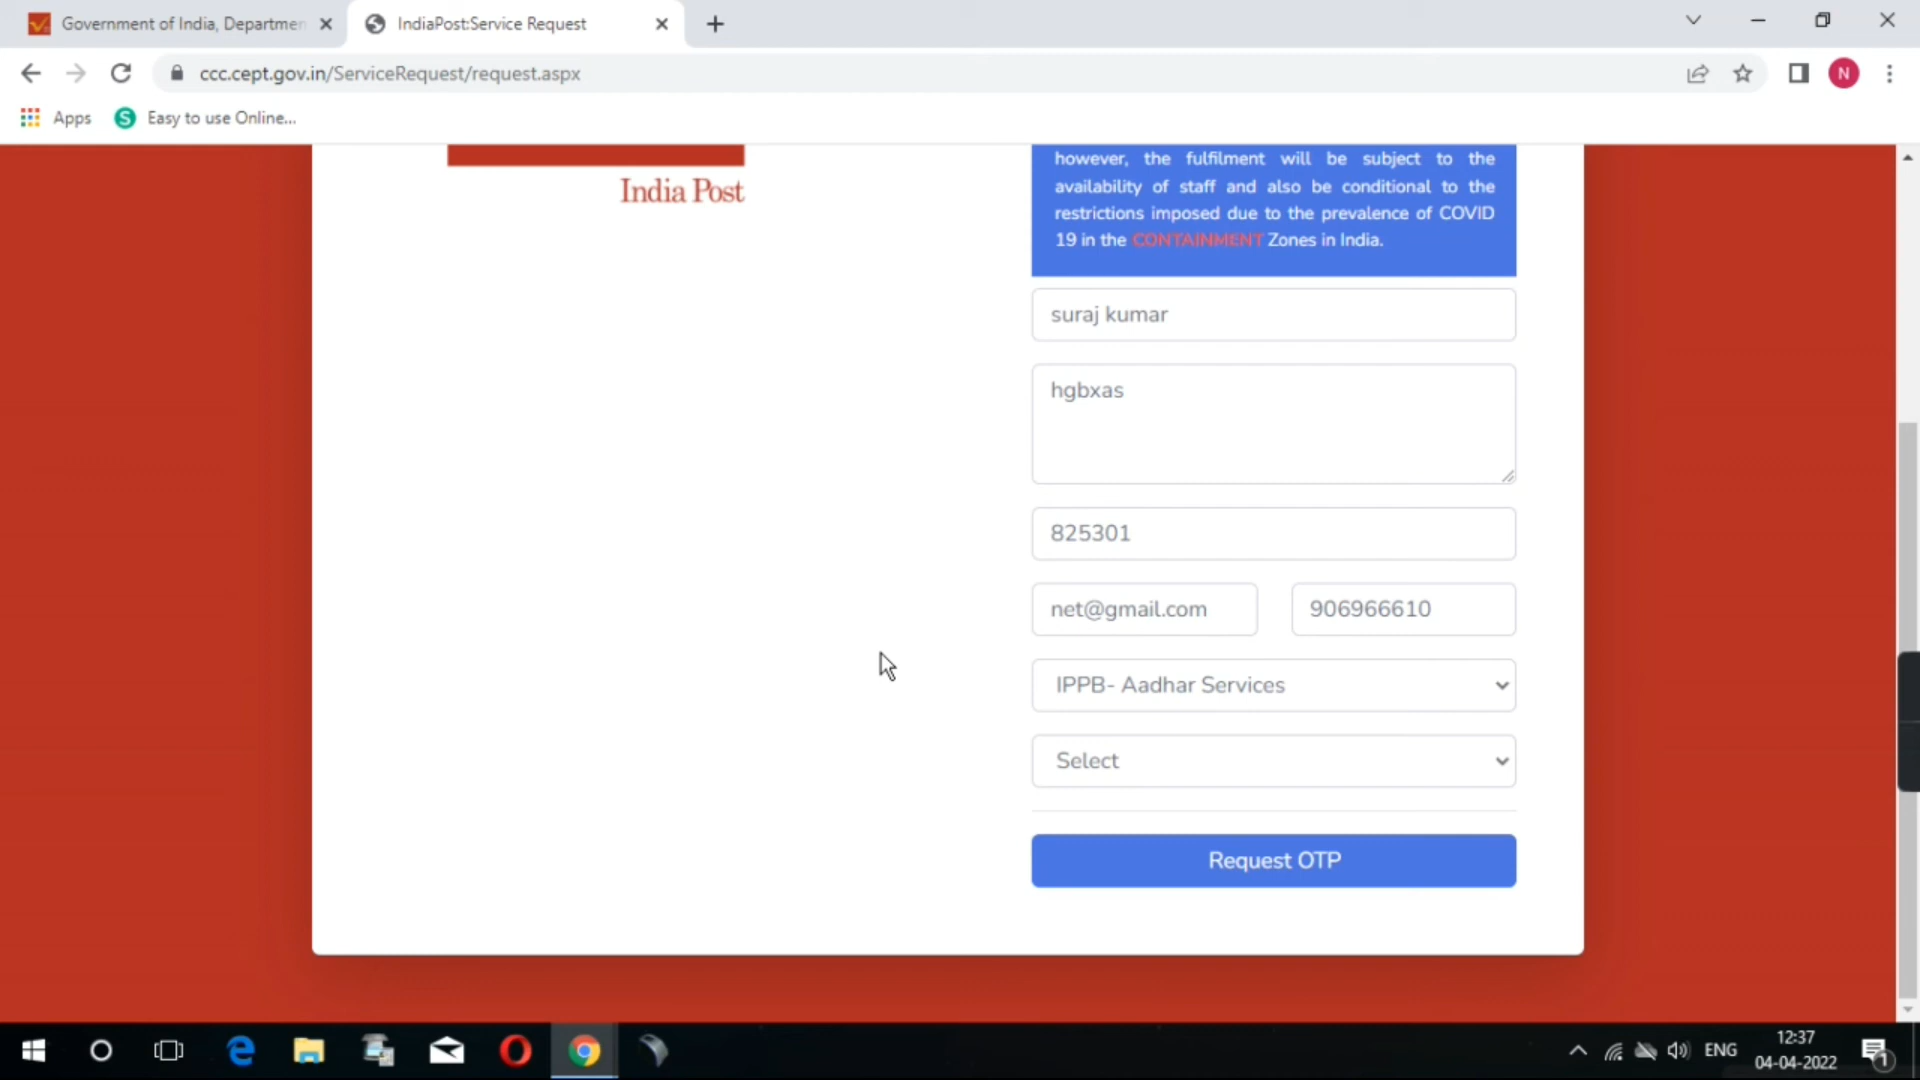 Government of India, Departmen
IndiaPost:Service Request
ccc.cept.gov.in/ServiceRequest/request.aspx
N
Apps
S
Easy to use Online...
India Post
however, the fulfilment will be subject to the
availability of staff and also be conditional to the
restrictions imposed due to the prevalence of COVID
19 in the CONTAINMENT Zones in India.
suraj kumar
hgbxas
825301
net@gmail.com
906966610
IPPB- Aadhar Services
Select
Request OTP
ENG
12:37
04-04-2022
1